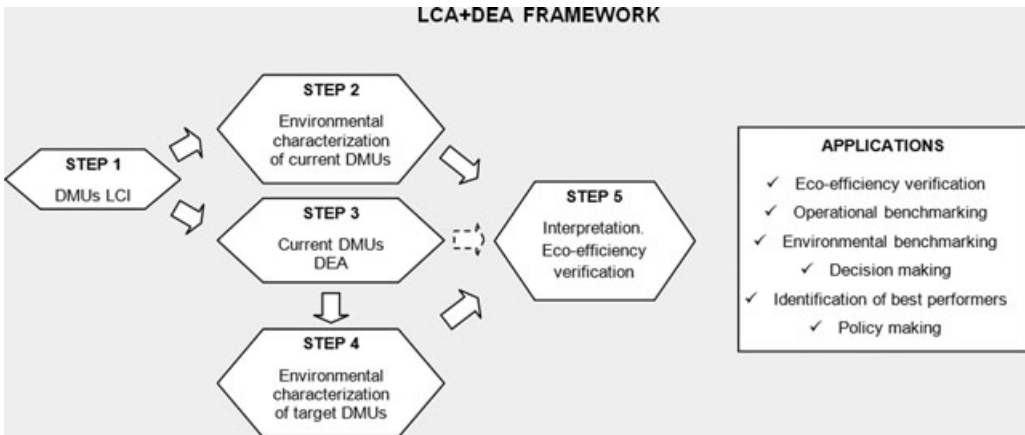 LCA+DEA FRAMEWORK
STEP 1
DMUs LCI
STEP 2
Environmental
characterization
of current DMUs
STEP 3
Current DMUs
DEA
STEP 4
Environmental
characterization
of target DMUs
STEP 5
Interpretation.
Eco-efficiency
verification
APPLICATIONS
✓ Eco-efficiency verification
✓ Operational benchmarking
✓ Environmental benchmarking
✓ Decision making
✓ Identification of best performers
✓ Policy making